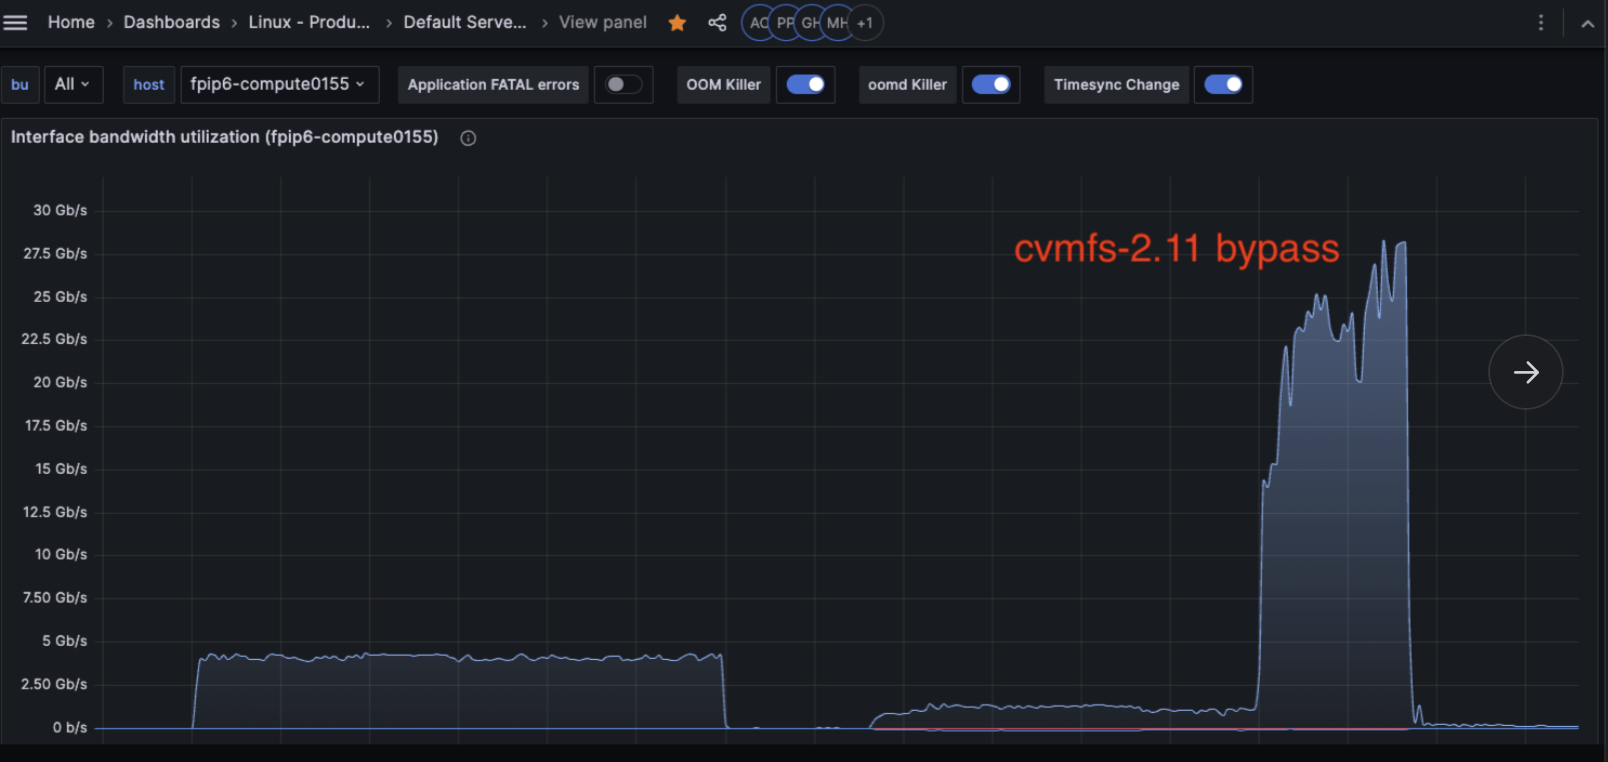 Home › Dashboards › Linux - Produ... › Default Serve... › View panel AC PP GH MH +1
bu All host fpip6-compute0155 Application FATAL errors OOM Killer oomd Killer Timesync Change
Interface bandwidth utilization (fpip6-compute0155)
30 Gb/s
cvmfs-2.11 bypass
27.5 Gb/s
25 Gb/s
22.5 Gb/s
20 Gb/s
17.5 Gb/s
15 Gb/s
12.5 Gb/s
10 Gb/s
7.50 Gb/s
5 Gb/s
2.50 Gb/s
0 b/s